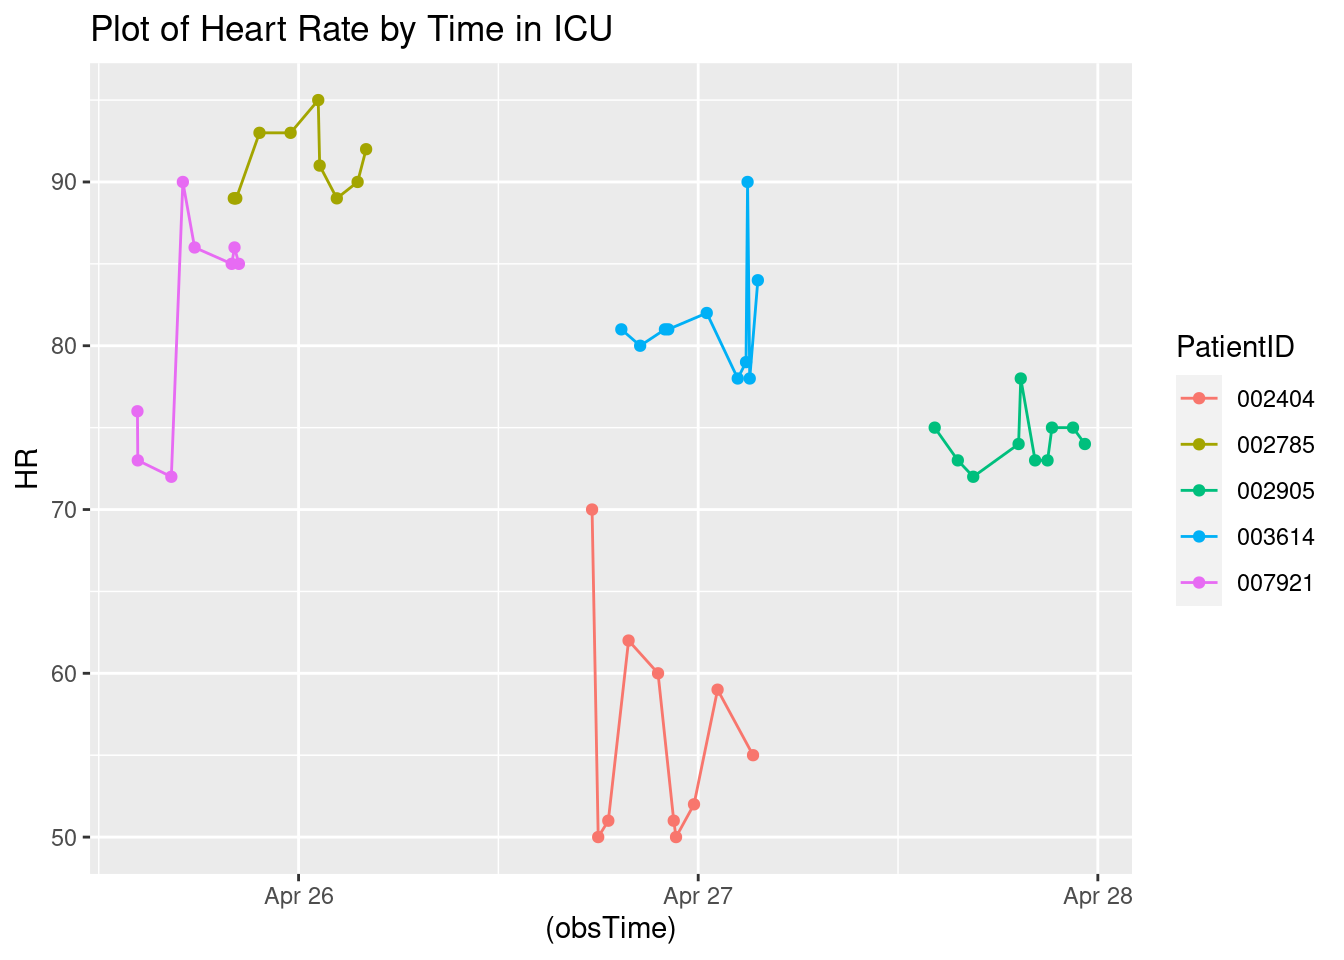 Plot of Heart Rate by Time in ICU
HR
90
80
70
60
50
Apr 26
Apr 27
Apr 28
(obsTime)
PatientID
002404
002785
002905
003614
007921